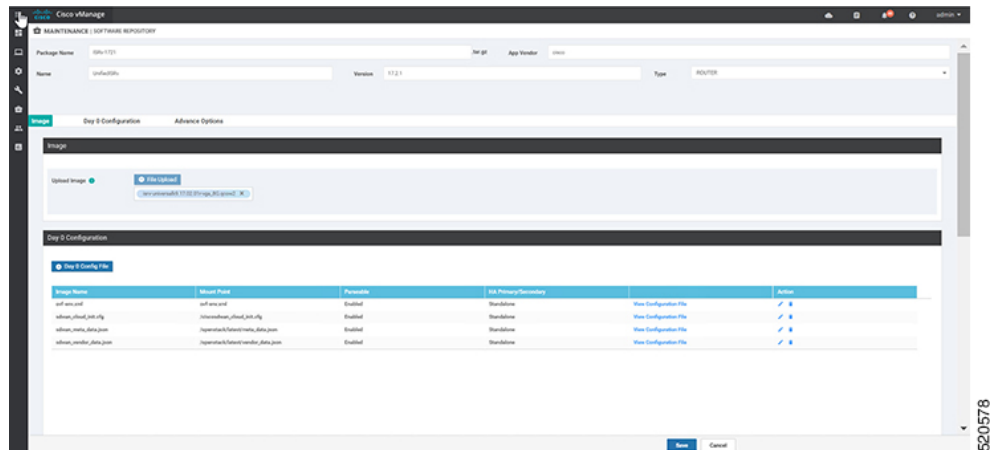 Cisco vManage
admin
MAINTENANCE | SOFTWARE REPOSITORY
Package Name ISRv-1721 .tar.gz App Vendor cisco
Name UnifiedISRv Version 17.2.1 Type ROUTER
Image Day 0 Configuration Advance Options
Image
Upload Image File Upload
Day 0 Configuration
Day 0 Config File
Image Name Mount Point Parseable HA Primary/Secondary Action
ovf-env.xml ovf-env.xml Enabled Standalone View Configuration File
sdwan_cloud_init.cfg /ciscosdwan_cloud_init.cfg Enabled Standalone View Configuration File
sdwan_meta_data.json /openstack/latest/meta_data.json Enabled Standalone View Configuration File
sdwan_vendor_data.json /openstack/latest/vendor_data.json Enabled Standalone View Configuration File
Save Cancel
520578